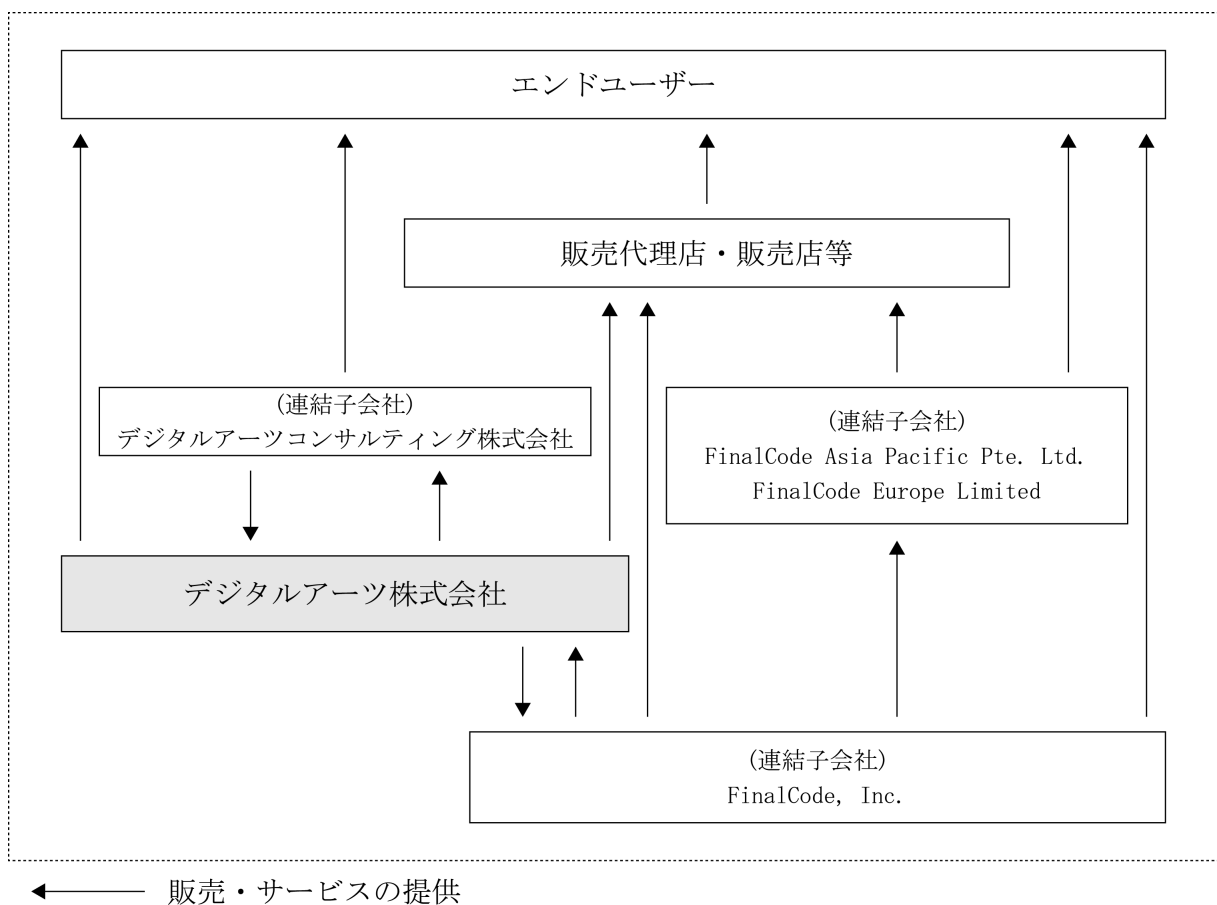 エンドユーザー
販売代理店・販売店等
(連結子会社)
デジタルアーツコンサルティング株式会社
(連結子会社)
FinalCode Asia Pacific Pte. Ltd.
FinalCode Europe Limited
デジタルアーツ株式会社
(連結子会社)
FinalCode, Inc.
販売・サービスの提供